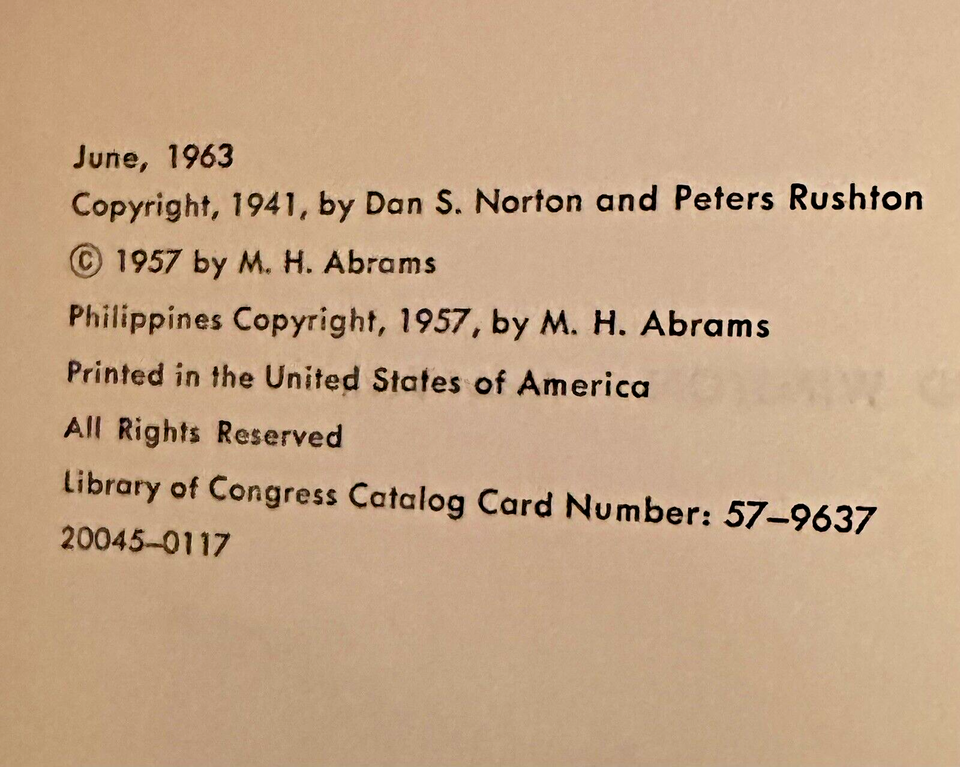 June, 1963
Copyright, 1941, by Dan S. Norton and Peters Rushton
© 1957 by M. H. Abrams
Philippines Copyright, 1957, by M. H. Abrams
Printed in the United States of America
All Rights Reserved
Library of Congress Catalog Card Number: 57–9637
20045–0117